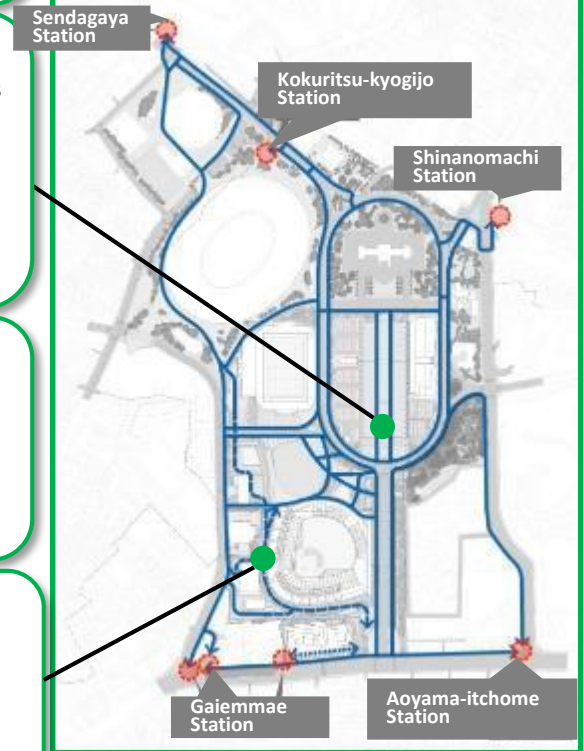 Sendagaya
Station
Kokuritsu-kyogijo
Station
Shinanomachi
Station
Gaiemmae
Station
Aoyama-itchome
Station